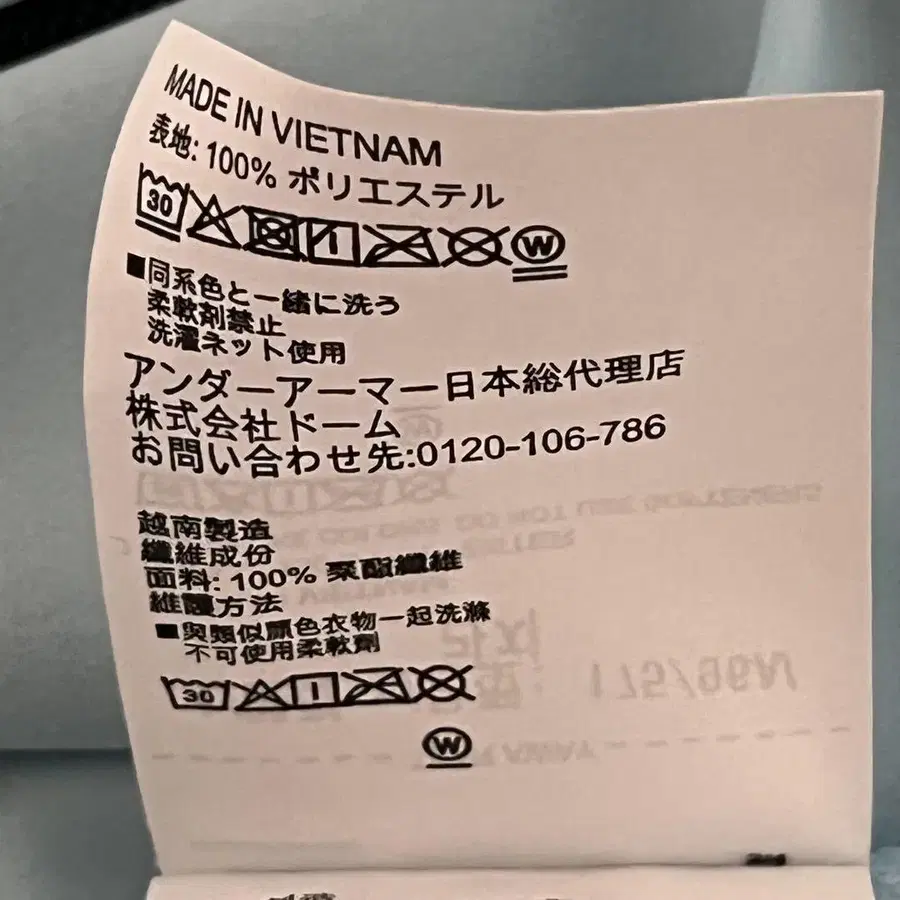 MADE IN VIETNAM
表地: 100% ポリエステル
30 W
■同系色と一緒に洗う
柔軟剤禁止
洗濯ネット使用
アンダーアーマー日本総代理店
株式会社ドーム
お問い合わせ先:0120-106-786
越南製造
纖維成份
面料: 100% 聚酯纖維
維護方法
■與類似顏色衣物一起洗滌
不可使用柔軟劑
30
W